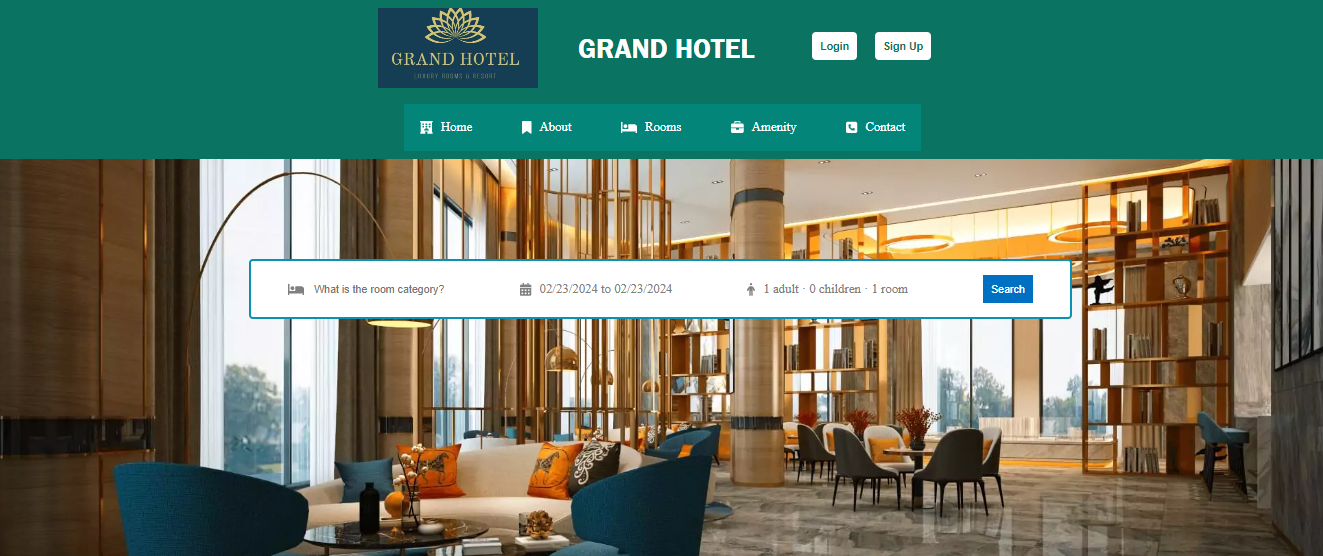 GRAND HOTEL
LUXURY ROOMS & RESORT
GRAND HOTEL
Login
Sign Up
Home
About
Rooms
Amenity
Contact
What is the room category?
02/23/2024 to 02/23/2024
1 adult · 0 children · 1 room
Search